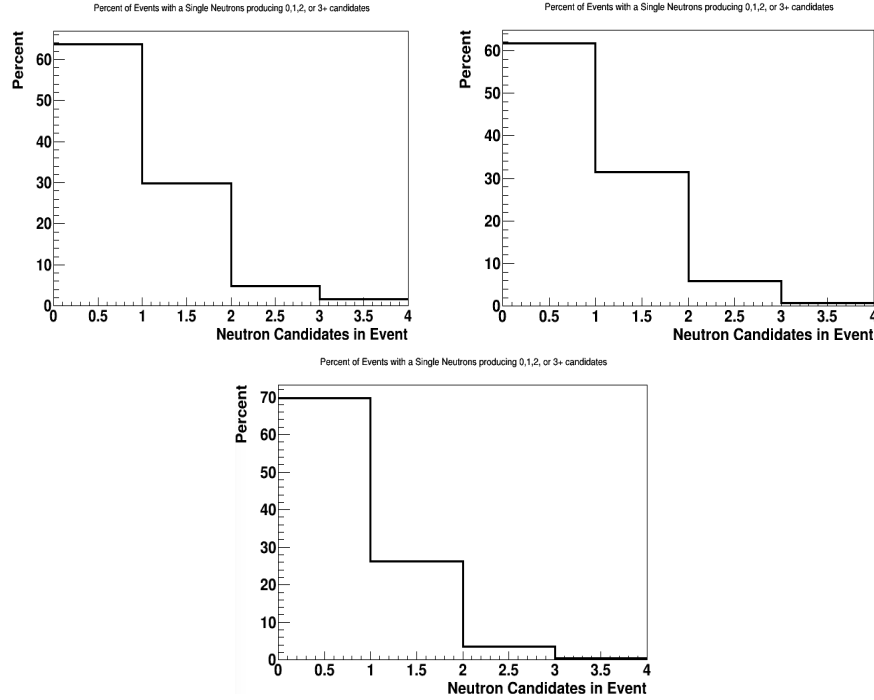 Percent of Events with a Single Neutrons producing 0,1,2, or 3+ candidates
Percent
60
50
40
30
20
10
0
0 0.5 1 1.5 2 2.5 3 3.5 4
Neutron Candidates in Event
Percent of Events with a Single Neutrons producing 0,1,2, or 3+ candidates
Percent
60
50
40
30
20
10
0
0 0.5 1 1.5 2 2.5 3 3.5 4
Neutron Candidates in Event
Percent of Events with a Single Neutrons producing 0,1,2, or 3+ candidates
Percent
70
60
50
40
30
20
10
0
0 0.5 1 1.5 2 2.5 3 3.5 4
Neutron Candidates in Event